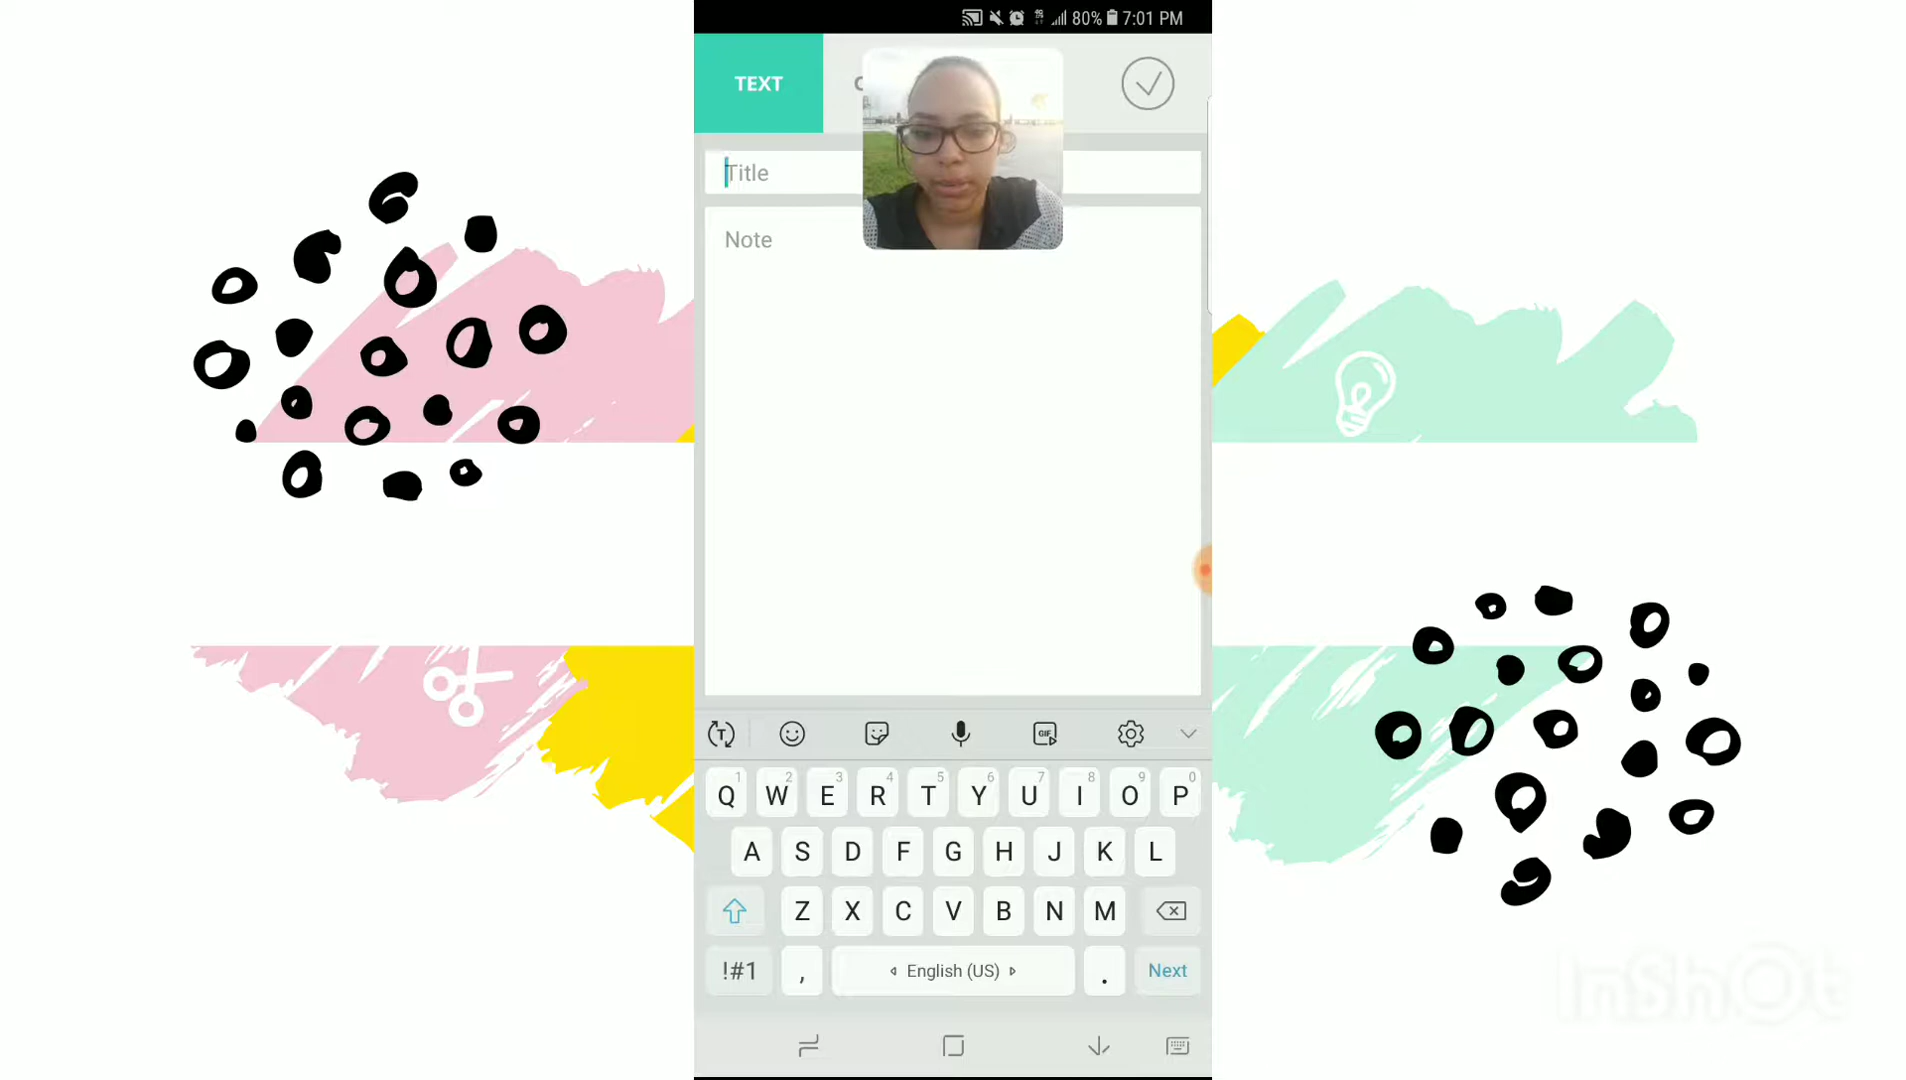 80% 7:01 PM
TEXT
Title
Note
T GIF
1 2 3 4 5 6 7 8 9 0
Q W E R T Y U I O P
A S D F G H J K L
Z X C V B N M
!#1 , English (US) . Next
InShOt